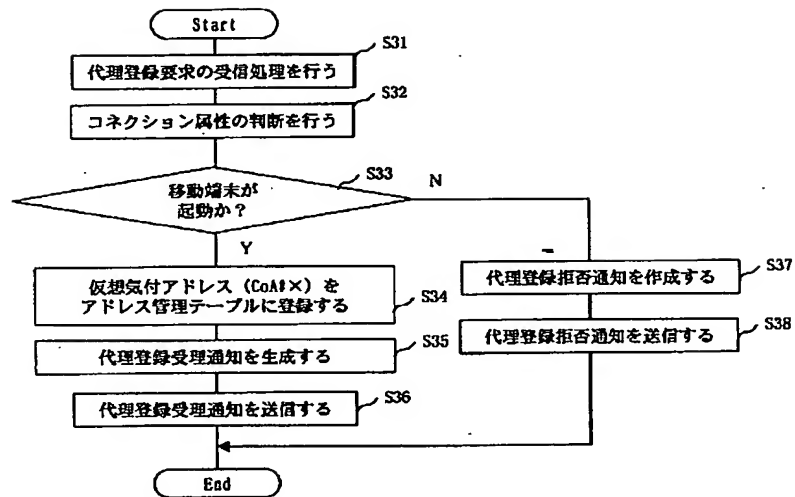 Start
S31
代理登録要求の受信処理を行う
S32
コネクション属性の判断を行う
S33
移動端末が
起動か？
N
Y
仮想気付アドレス（CoA#×）を
アドレス管理テーブルに登録する
S34
代理登録受理通知を生成する
S35
代理登録受理通知を送信する
S36
代理登録拒否通知を作成する
S37
代理登録拒否通知を送信する
S38
End